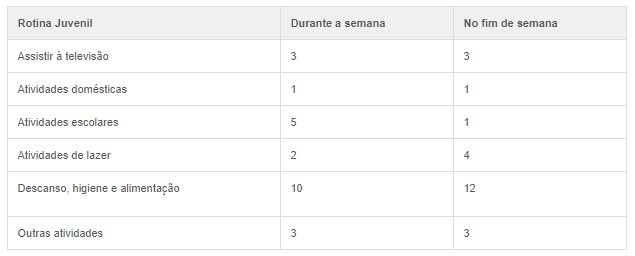 Rotina Juvenil Durante a semana No fim de semana
Assistir à televisão 3 3
Atividades domésticas 1 1
Atividades escolares 5 1
Atividades de lazer 2 4
Descanso, higiene e alimentação 10 12
Outras atividades 3 3